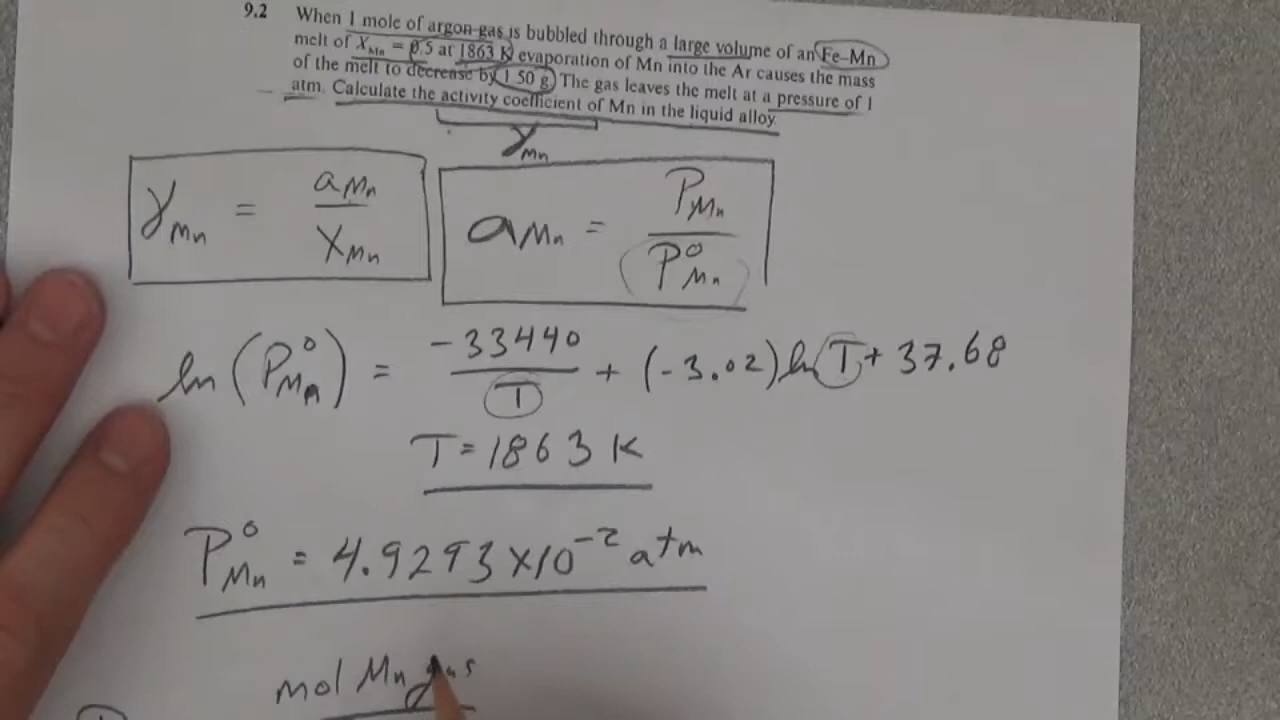 9.2 When 1 mole of argon gas is bubbled through a large volume of an Fe–Mn
melt of X_Mn = 0.5 at 1863 K evaporation of Mn into the Ar causes the mass
of the melt to decrease by 1.50 g. The gas leaves the melt at a pressure of 1
atm. Calculate the activity coefficient of Mn in the liquid alloy.
γ_Mn
γ_Mn = a_Mn / X_Mn
a_Mn = P_Mn / P°_Mn
ln(P°_Mn) = -33440 / T + (-3.02) ln T + 37.68
T = 1863 K
P°_Mn = 4.9293 × 10^-2 atm
mol Mn gas